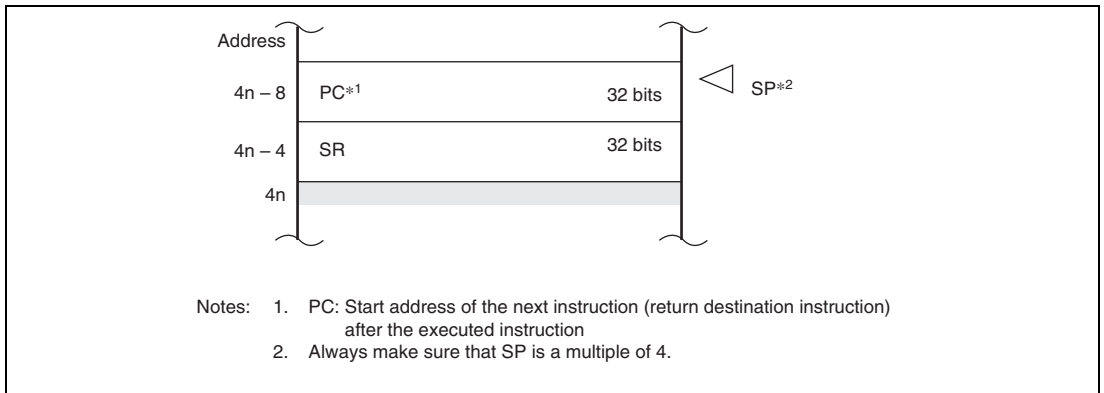 Address
4n – 8 PC*1 32 bits SP*2
4n – 4 SR 32 bits
4n
Notes: 1. PC: Start address of the next instruction (return destination instruction)
after the executed instruction
2. Always make sure that SP is a multiple of 4.